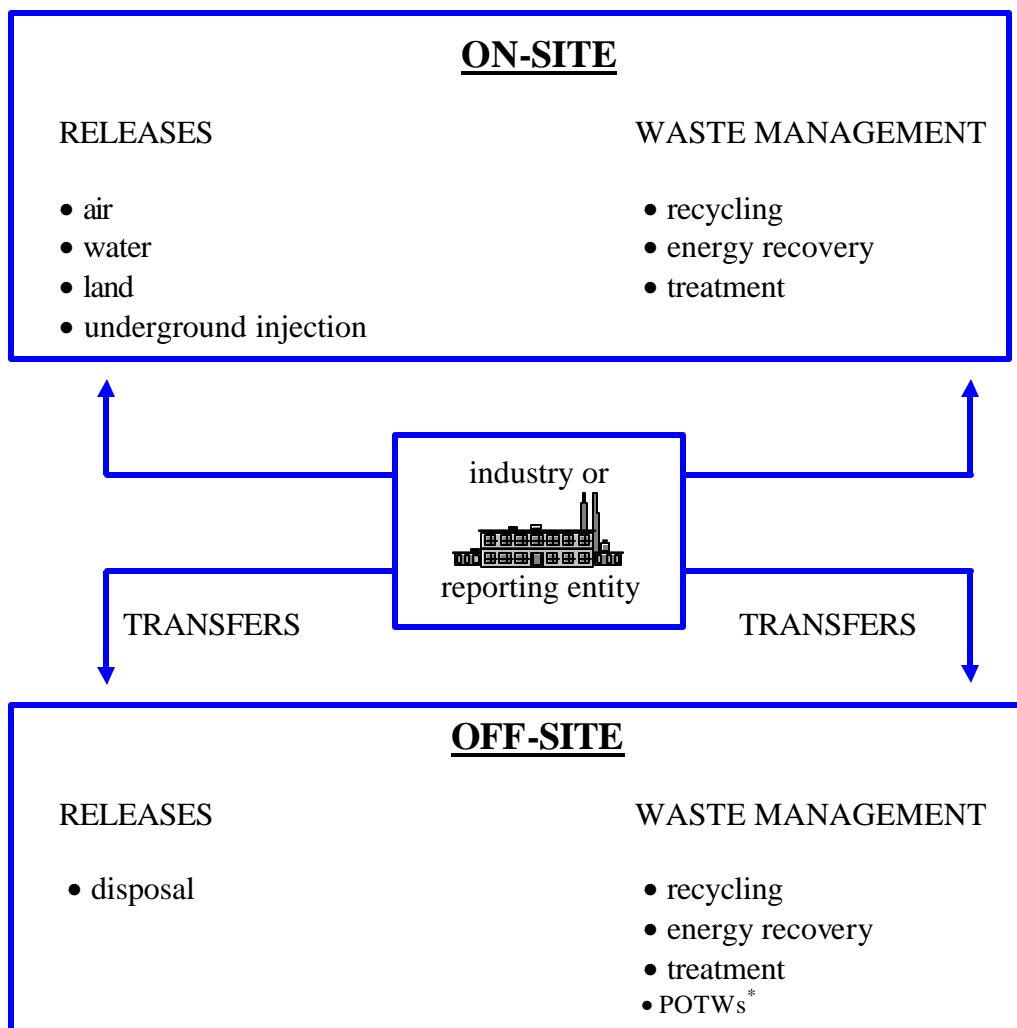 ON-SITE
RELEASES
• air
• water
• land
• underground injection
WASTE MANAGEMENT
• recycling
• energy recovery
• treatment
industry or
reporting entity
TRANSFERS
TRANSFERS
OFF-SITE
RELEASES
• disposal
WASTE MANAGEMENT
• recycling
• energy recovery
• treatment
• POTWs*